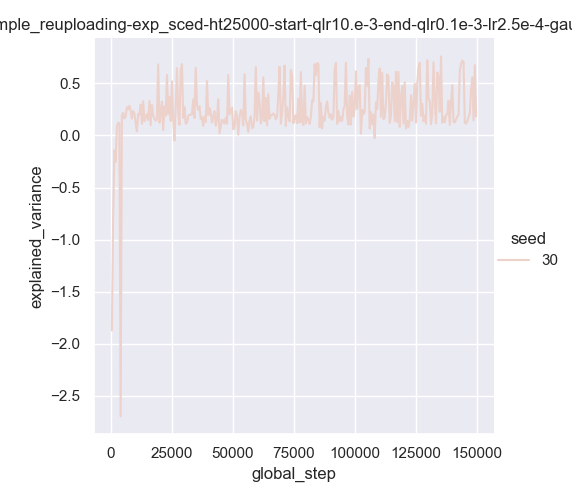 mple_reuploading-exp_sced-ht25000-start-qlr10.e-3-end-qlr0.1e-3-lr2.5e-4-gau
0.5
0.0
−0.5
−1.0
−1.5
−2.0
−2.5
explained_variance
0 25000 50000 75000 100000 125000 150000
global_step
seed
30